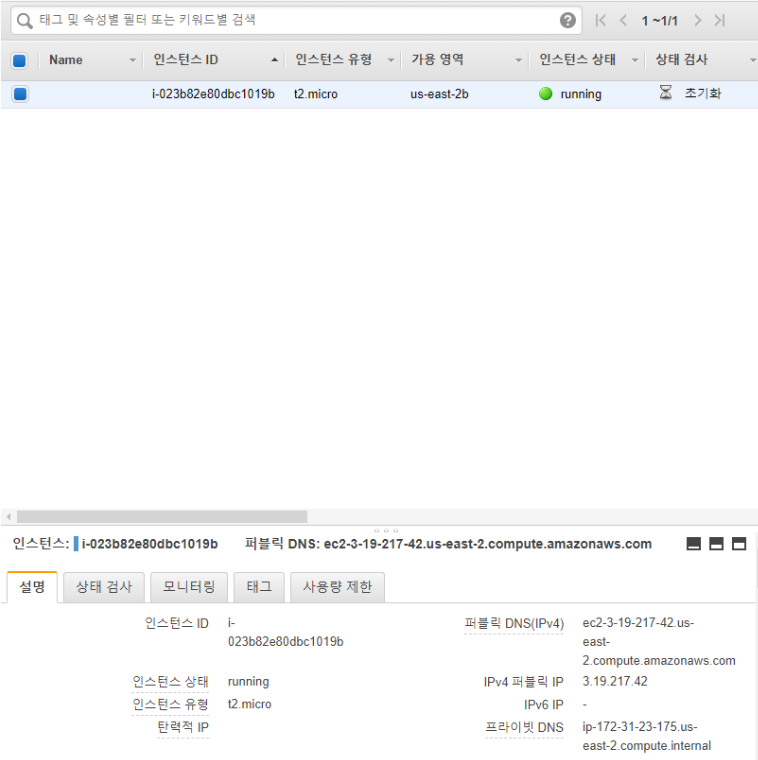 태그 및 속성별 필터 또는 키워드별 검색
1 ~1/1
Name 인스턴스 ID 인스턴스 유형 가용 영역 인스턴스 상태 상태 검사
i-023b82e80dbc1019b t2.micro us-east-2b running 초기화
인스턴스: i-023b82e80dbc1019b 퍼블릭 DNS: ec2-3-19-217-42.us-east-2.compute.amazonaws.com
설명 상태 검사 모니터링 태그 사용량 제한
인스턴스 ID i-
023b82e80dbc1019b
인스턴스 상태 running
인스턴스 유형 t2.micro
탄력적 IP
퍼블릭 DNS(IPv4) ec2-3-19-217-42.us-
east-
2.compute.amazonaws.com
IPv4 퍼블릭 IP 3.19.217.42
IPv6 IP -
프라이빗 DNS ip-172-31-23-175.us-
east-2.compute.internal